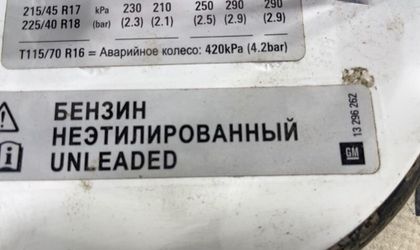 215/45 R17 kPa 230 210 250 290 290
225/40 R18 (bar) (2.3) (2.1) (2.5) (2.9) (2.9)
T115/70 R16 = Аварийное колесо: 420kPa (4.2bar)
БЕНЗИН
НЕЭТИЛИРОВАННЫЙ
UNLEADED
GM
13 296 262